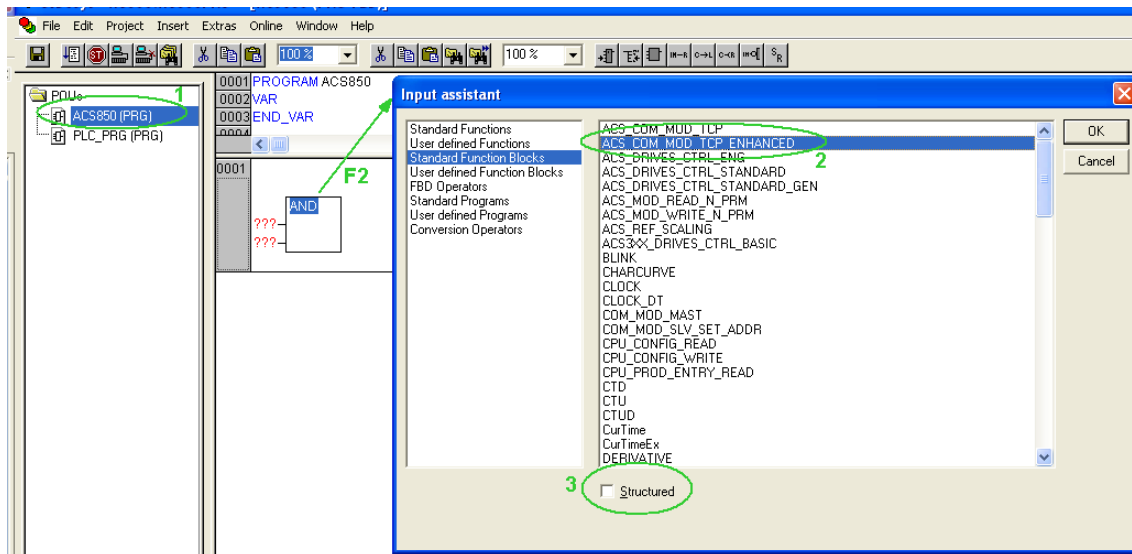 File Edit Project Insert Extras Online Window Help
100 %
100 %
POUs
1
ACS850 (PRG)
PLC_PRG (PRG)
0001 PROGRAM ACS850
0002 VAR
0003 END_VAR
0004
0001
F2
AND
???
???
Input assistant
Standard Functions
User defined Functions
Standard Function Blocks
User defined Function Blocks
FBD Operators
Standard Programs
User defined Programs
Conversion Operators
ACS_COM_MOD_TCP
ACS_COM_MOD_TCP_ENHANCED
2
ACS_DRIVES_CTRL_ENG
ACS_DRIVES_CTRL_STANDARD
ACS_DRIVES_CTRL_STANDARD_GEN
ACS_MOD_READ_N_PRM
ACS_MOD_WRITE_N_PRM
ACS_REF_SCALING
ACS3XX_DRIVES_CTRL_BASIC
BLINK
CHARCURVE
CLOCK
CLOCK_DT
COM_MOD_MAST
COM_MOD_SLV_SET_ADDR
CPU_CONFIG_READ
CPU_CONFIG_WRITE
CPU_PROD_ENTRY_READ
CTD
CTU
CTUD
CurTime
CurTimeEx
DERIVATIVE
OK
Cancel
3
Structured